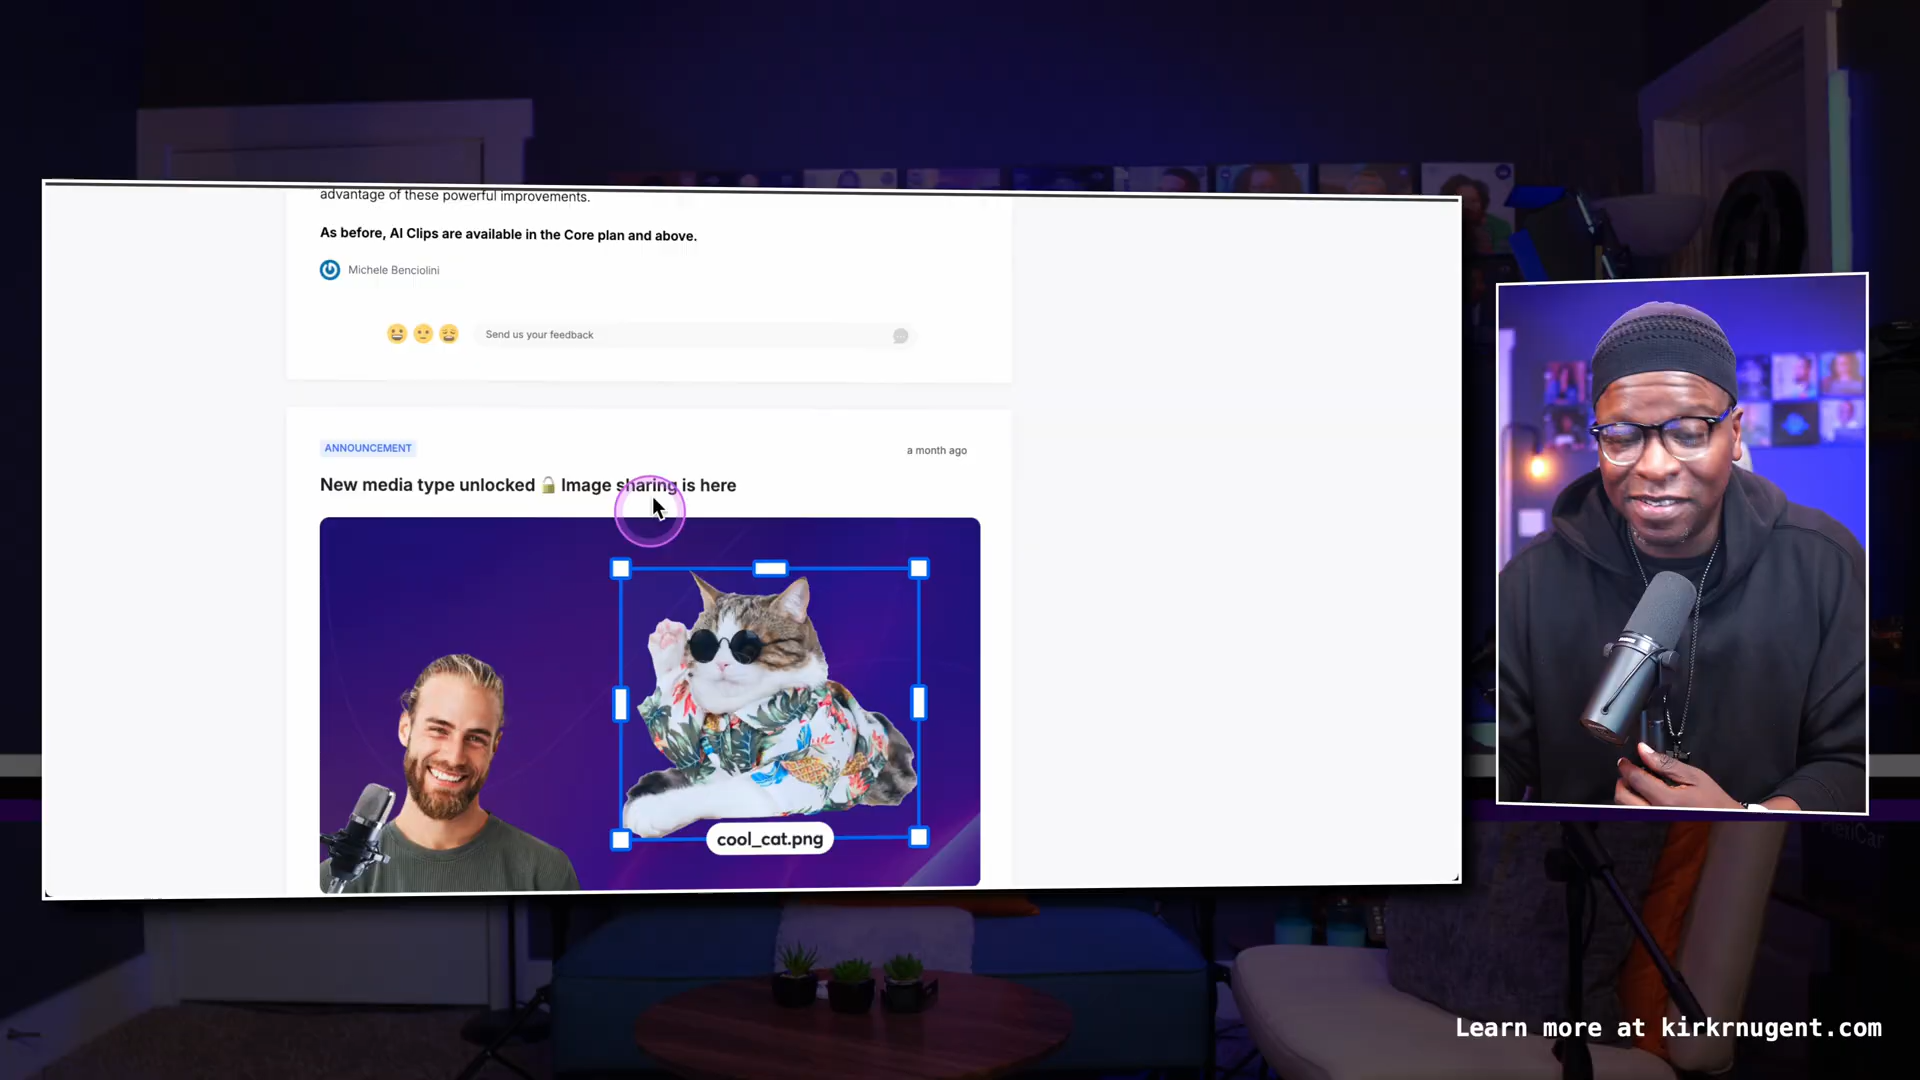 advantage of these powerful improvements.
As before, AI Clips are available in the Core plan and above.
Michele Benciolini
Send us your feedback
ANNOUNCEMENT
a month ago
New media type unlocked 🔒 Image sharing is here
cool_cat.png
Learn more at kirkrnugent.com